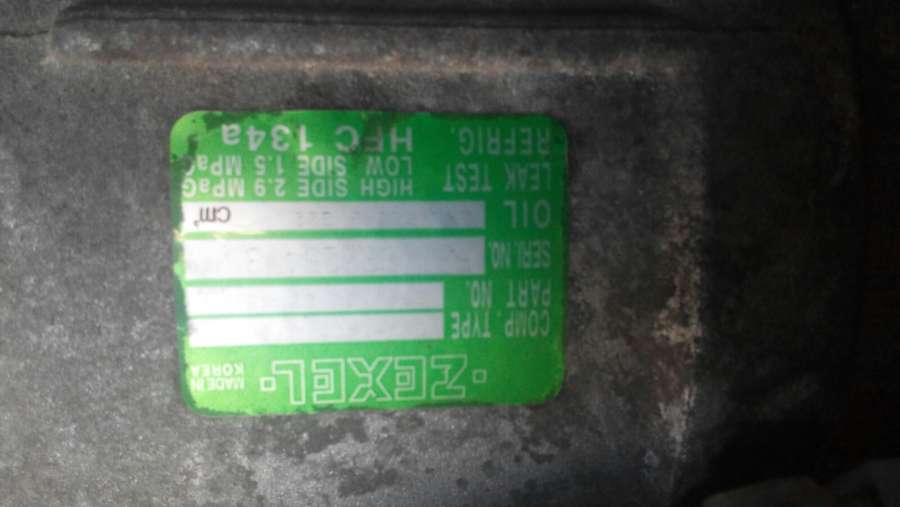 ·ZEXEL· MADE IN KOREA
COMP. TYPE
PART NO.
SERI.NO.
OIL cm³
LEAK TEST HIGH SIDE 2.9 MPaG
LOW SIDE 1.5 MPaG
REFRIG. HFC 134a